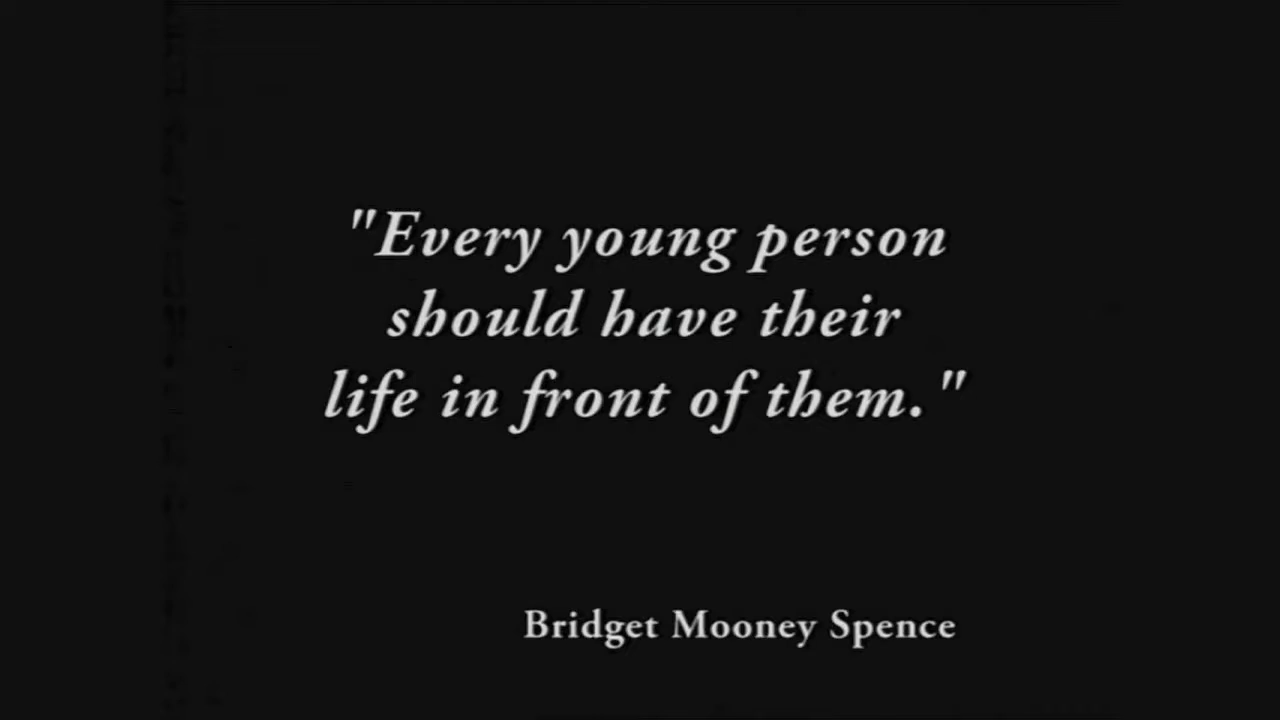 "Every young person
should have their
life in front of them."
Bridget Mooney Spence